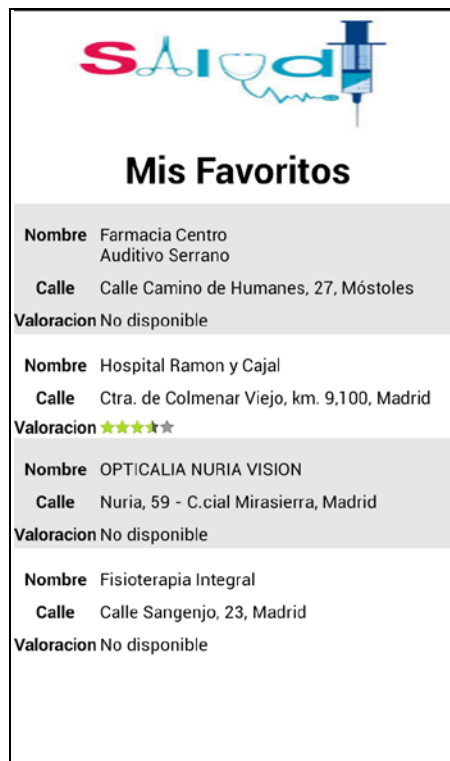 SAlud
Mis Favoritos
Nombre Farmacia Centro
Auditivo Serrano
Calle Calle Camino de Humanes, 27, Móstoles
Valoracion No disponible
Nombre Hospital Ramon y Cajal
Calle Ctra. de Colmenar Viejo, km. 9,100, Madrid
Valoracion
Nombre OPTICALIA NURIA VISION
Calle Nuria, 59 - C.cial Mirasierra, Madrid
Valoracion No disponible
Nombre Fisioterapia Integral
Calle Calle Sangenjo, 23, Madrid
Valoracion No disponible